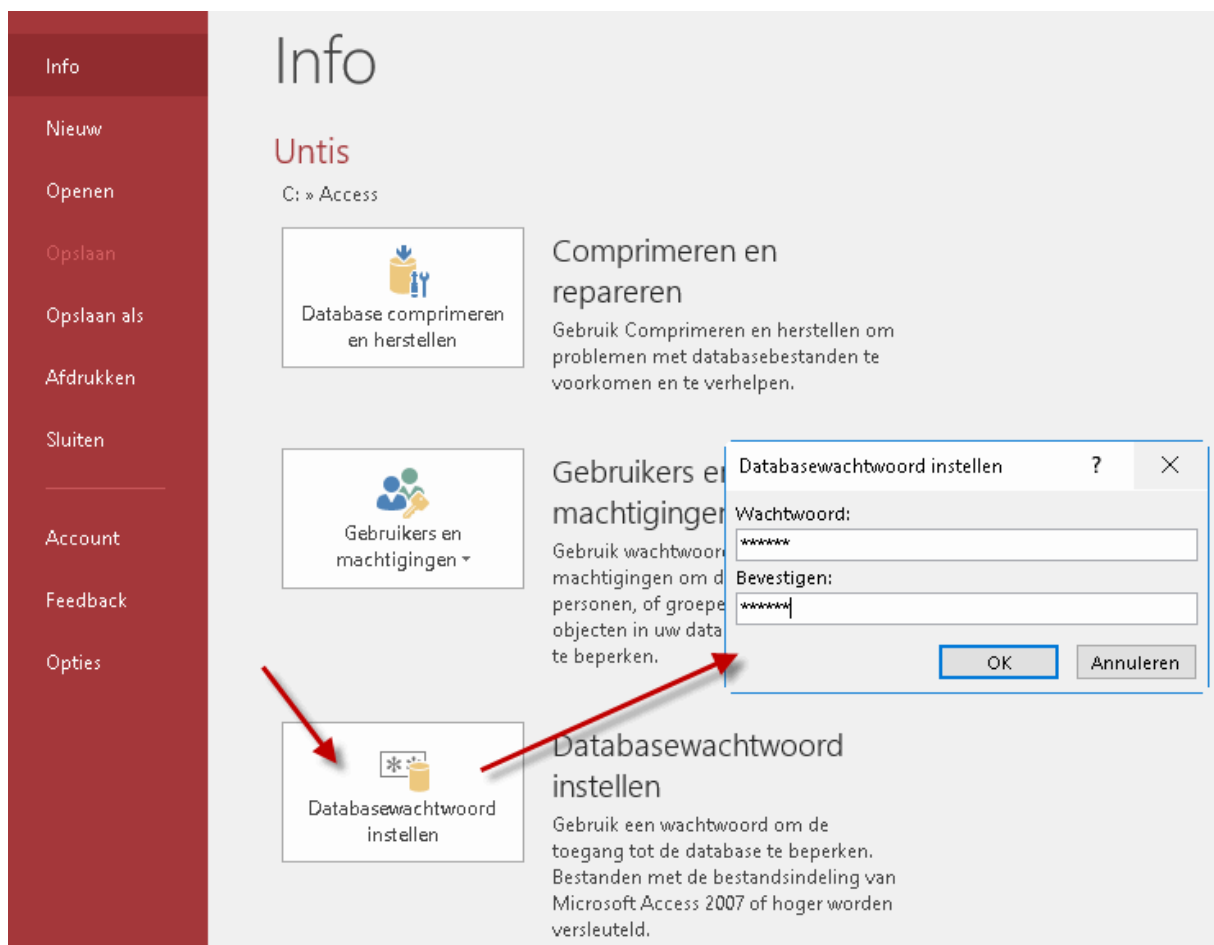 Info
Nieuw
Openen
Opslaan
Opslaan als
Afdrukken
Sluiten
Account
Feedback
Opties
Info
Untis
C: » Access
Database comprimeren
en herstellen
Comprimeren en
repareren
Gebruik Comprimeren en herstellen om
problemen met databasebestanden te
voorkomen en te verhelpen.
Gebruikers en
machtigingen
Gebruikers e
machtiginger
Gebruik wachtwoor
machtigingen om d
personen, of groepe
objecten in uw data
te beperken.
Databasewachtwoord instellen
?
Wachtwoord:
******
Bevestigen:
******
OK
Annuleren
Databasewachtwoord
instellen
Databasewachtwoord
instellen
Gebruik een wachtwoord om de
toegang tot de database te beperken.
Bestanden met de bestandsindeling van
Microsoft Access 2007 of hoger worden
versleuteld.